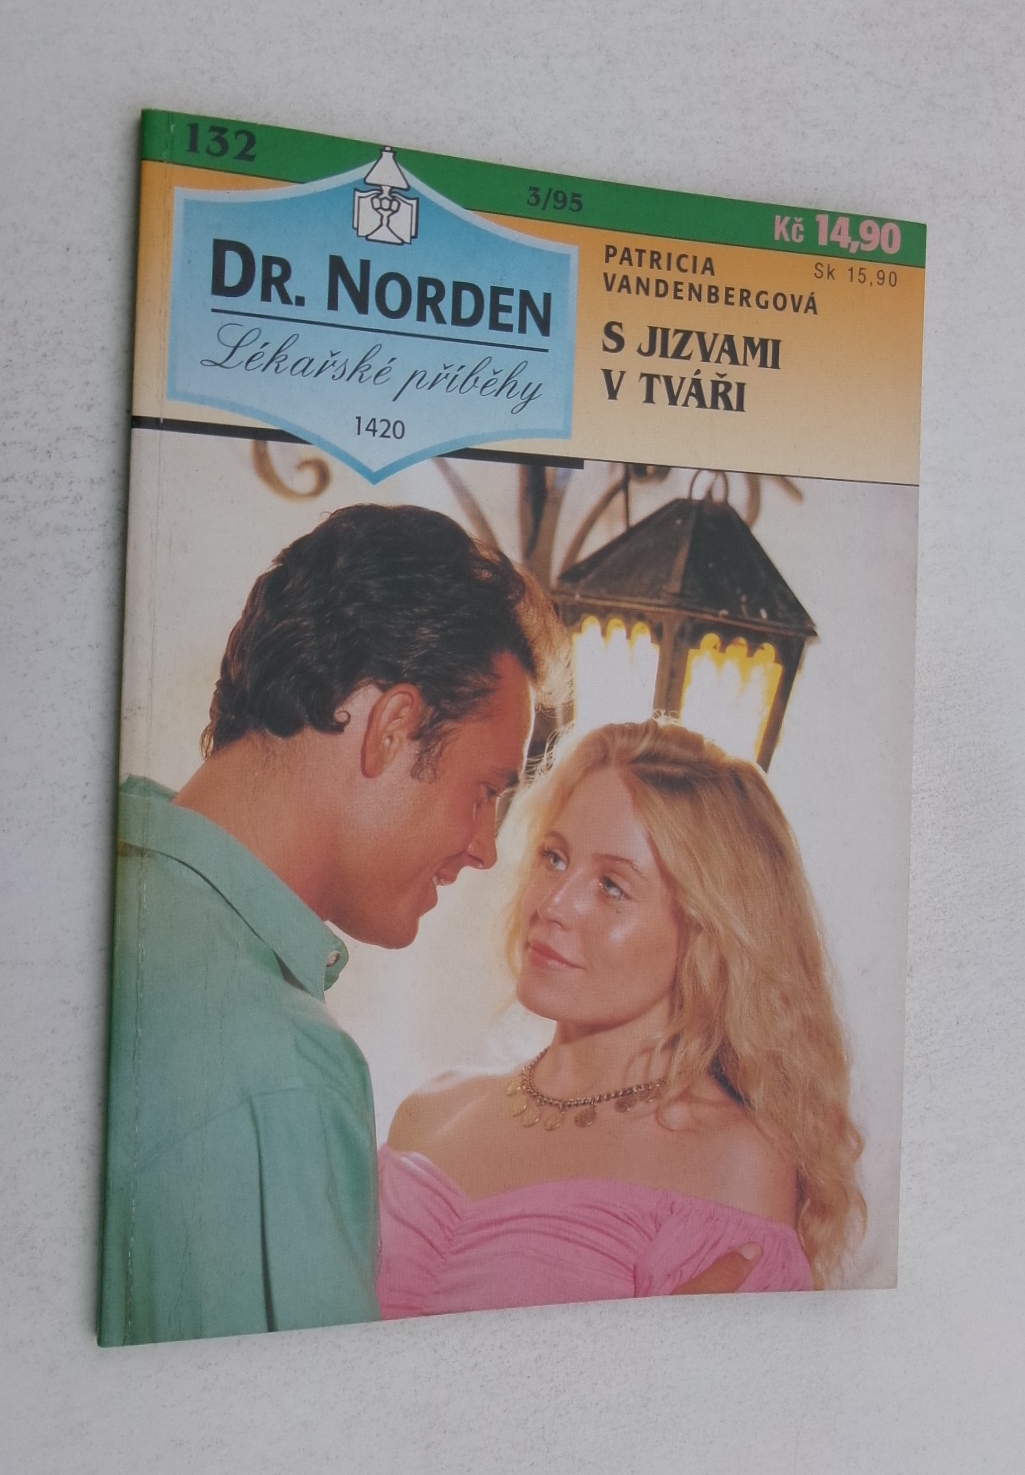 132
3/95
Kč 14,90
Sk 15,90
DR. NORDEN
Lékařské příběhy
1420
PATRICIA
VANDENBERGOVÁ
S JIZVAMI
V TVÁŘI